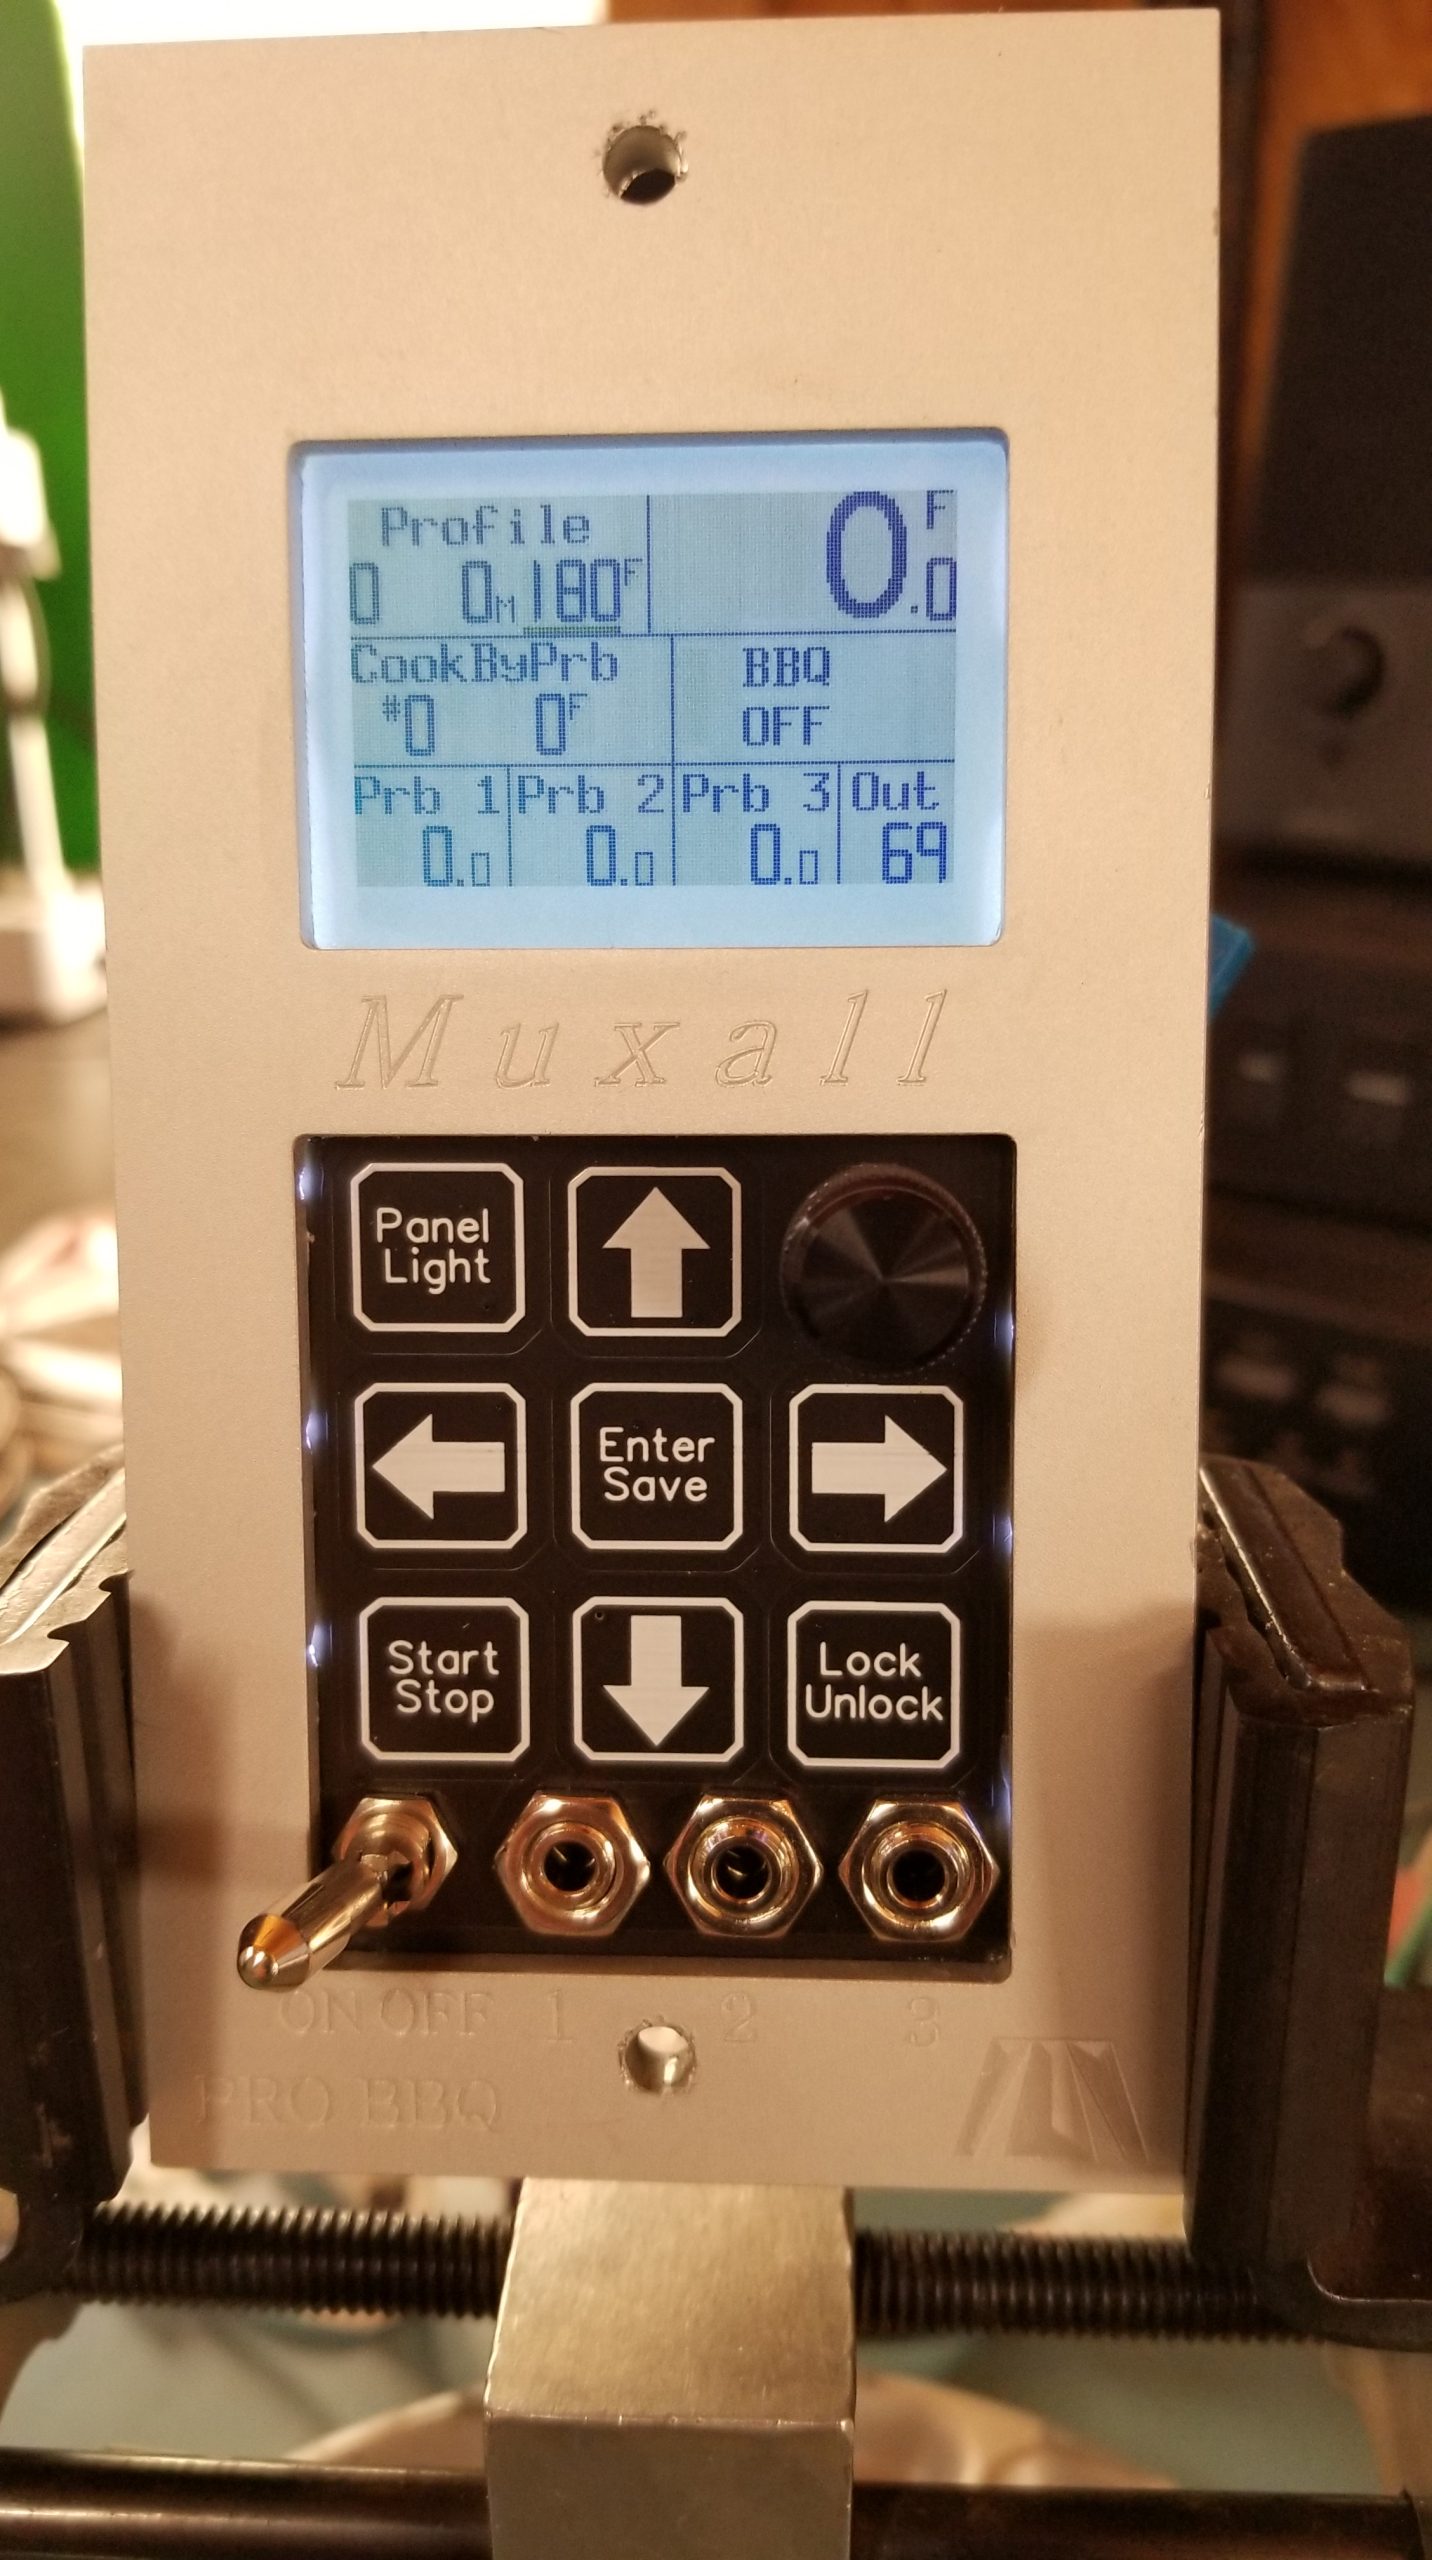 Profile
0 0M 180F
0.0 F
CookByPrb
#0 0F
BBQ
OFF
Prb 1 Prb 2 Prb 3 Out
0.0 0.0 0.0 69
Muxall
Panel
Light
Enter
Save
Start
Stop
Lock
Unlock
ON OFF 1 2 3
PRO BBQ